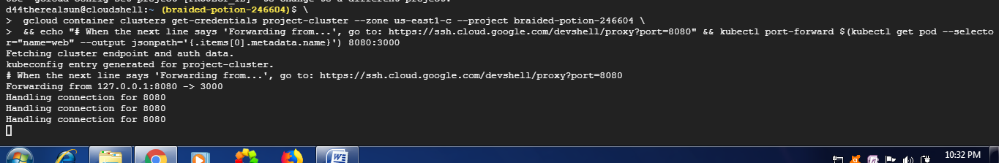 d44therealsun@cloudshell:~ (braided-potion-246604)$ \
>  gcloud container clusters get-credentials project-cluster --zone us-east1-c --project braided-potion-246604 \
>  && echo "# When the next line says 'Forwarding from...', go to: https://ssh.cloud.google.com/devshell/proxy?port=8080" && kubectl port-forward $(kubectl get pod --selecto
r="name=web" --output jsonpath='{.items[0].metadata.name}') 8080:3000
Fetching cluster endpoint and auth data.
kubeconfig entry generated for project-cluster.
# When the next line says 'Forwarding from...', go to: https://ssh.cloud.google.com/devshell/proxy?port=8080
Forwarding from 127.0.0.1:8080 -> 3000
Handling connection for 8080
Handling connection for 8080
Handling connection for 8080
10:32 PM